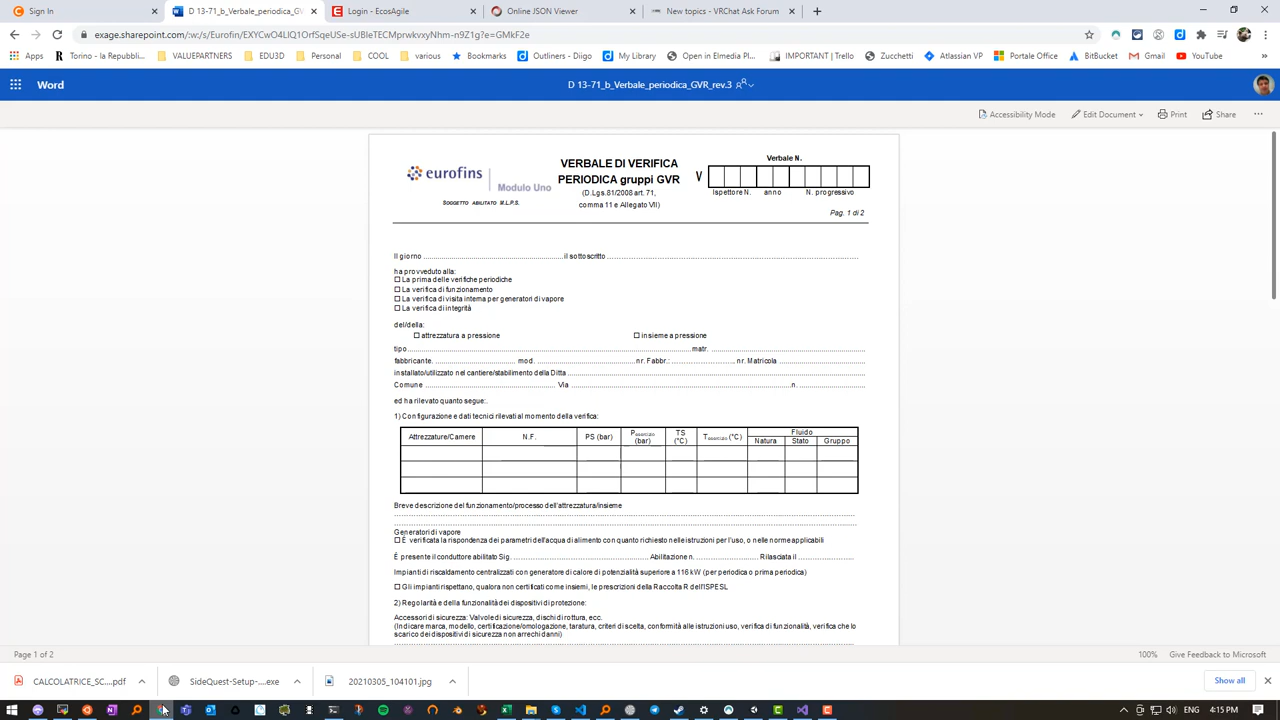 Sign In
D 13-71_b_Verbale_periodica_GV
Login - EcosAgile
Online JSON Viewer
New topics - VRChat Ask Forum
exage.sharepoint.com/:w:/s/Eurofin/EXYCwO4LlQ1OrfSqeUSe-sUBIeTECMprwkvxyNhm-n9Z1g?e=GMkF2e
Apps
Torino - la Repubbli...
VALUEPARTNERS
EDU3D
Personal
COOL
various
Bookmarks
Outliners - Diigo
My Library
Open in Elmedia Pl...
IMPORTANT | Trello
Zucchetti
Atlassian VP
Portale Office
BitBucket
Gmail
YouTube
Word
D 13-71_b_Verbale_periodica_GVR_rev.3
Accessibility Mode
Edit Document
Print
Share
eurofins
Modulo Uno
SOGGETTO ABILITATO M.L.P.S.
VERBALE DI VERIFICA
PERIODICA gruppi GVR
(D.Lgs.81/2008 art. 71,
comma 11 e Allegato VII)
Verbale N.
V
Ispettore N. anno N. progressivo
Pag. 1 di 2
Il giorno ........................................................il sottoscritto.....................................................................................................
ha provveduto alla:
☐ La prima delle verifiche periodiche
☐ La verifica di funzionamento
☐ La verifica di visita interna per generatori di vapore
☐ La verifica di integrità
del/della:
☐ attrezzatura a pressione ☐ insieme a pressione
tipo...................................................................................................................matr. .............................................................
fabbricante. ................................ mod. ....................................... nr. Fabbr.: ......................... nr. Matricola ..................................
installato/utilizzato nel cantiere/stabilimento della Ditta .......................................................................................................................
Comune .................................................... Via .............................................................................................n. ..........................
ed ha rilevato quanto segue:.
1) Configurazione e dati tecnici rilevati al momento della verifica:
Attrezzature/Camere N.F. PS (bar) Pesercizio (bar) TS (°C) Tesercizio (°C) Fluido
Natura Stato Gruppo
Breve descrizione del funzionamento/processo dell'attrezzatura/insieme
..........................................................................................................................................................................................
..........................................................................................................................................................................................
Generatori di vapore
☐ È verificata la rispondenza dei parametri dell'acqua di alimento con quanto richiesto nelle istruzioni per l'uso, o nelle norme applicabili
È presente il conduttore abilitato Sig. ...................................................... Abilitazione n. ......................... Rilasciata il ......................
Impianti di riscaldamento centralizzati con generatore di calore di potenzialità superiore a 116 kW (per periodica o prima periodica)
☐ Gli impianti rispettano, qualora non certificati come insiemi, le prescrizioni della Raccolta R dell'ISPESL
2) Regolarità e della funzionalità dei dispositivi di protezione:
Accessori di sicurezza: Valvole di sicurezza, dischi di rottura, ecc.
(Indicare marca, modello, certificazione/omologazione, taratura, criteri di scelta, conformità alle istruzioni uso, verifica di funzionalità, verifica che lo
scarico dei dispositivi di sicurezza non arrechi danni)
Page 1 of 2
100%
Give Feedback to Microsoft
CALCOLATRICE_SC....pdf
SideQuest-Setup-....exe
20210305_104101.jpg
Show all
ENG
4:15 PM